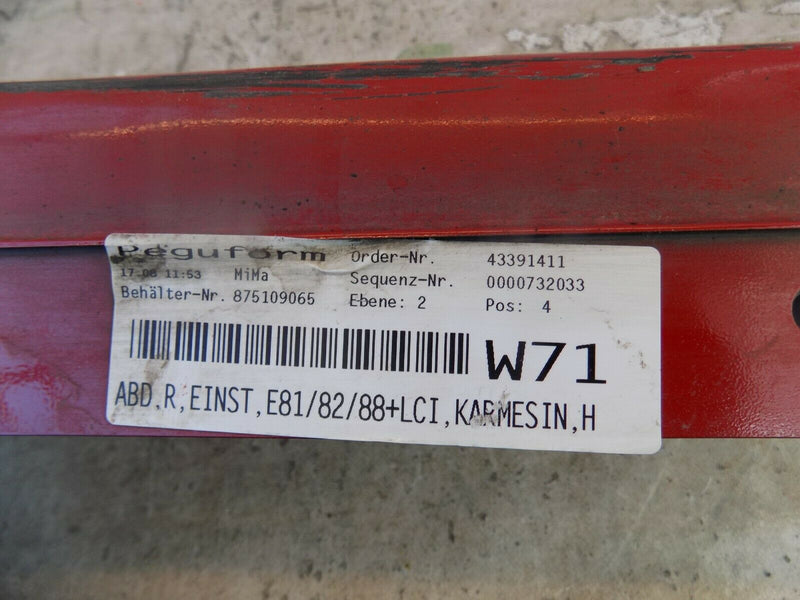 Peguform Order-Nr. 43391411
17.06 11:53 MiMa Sequenz-Nr. 0000732033
Behälter-Nr. 875109065 Ebene: 2 Pos: 4
W71
ABD,R,EINST,E81/82/88+LCI,KARMESIN,H